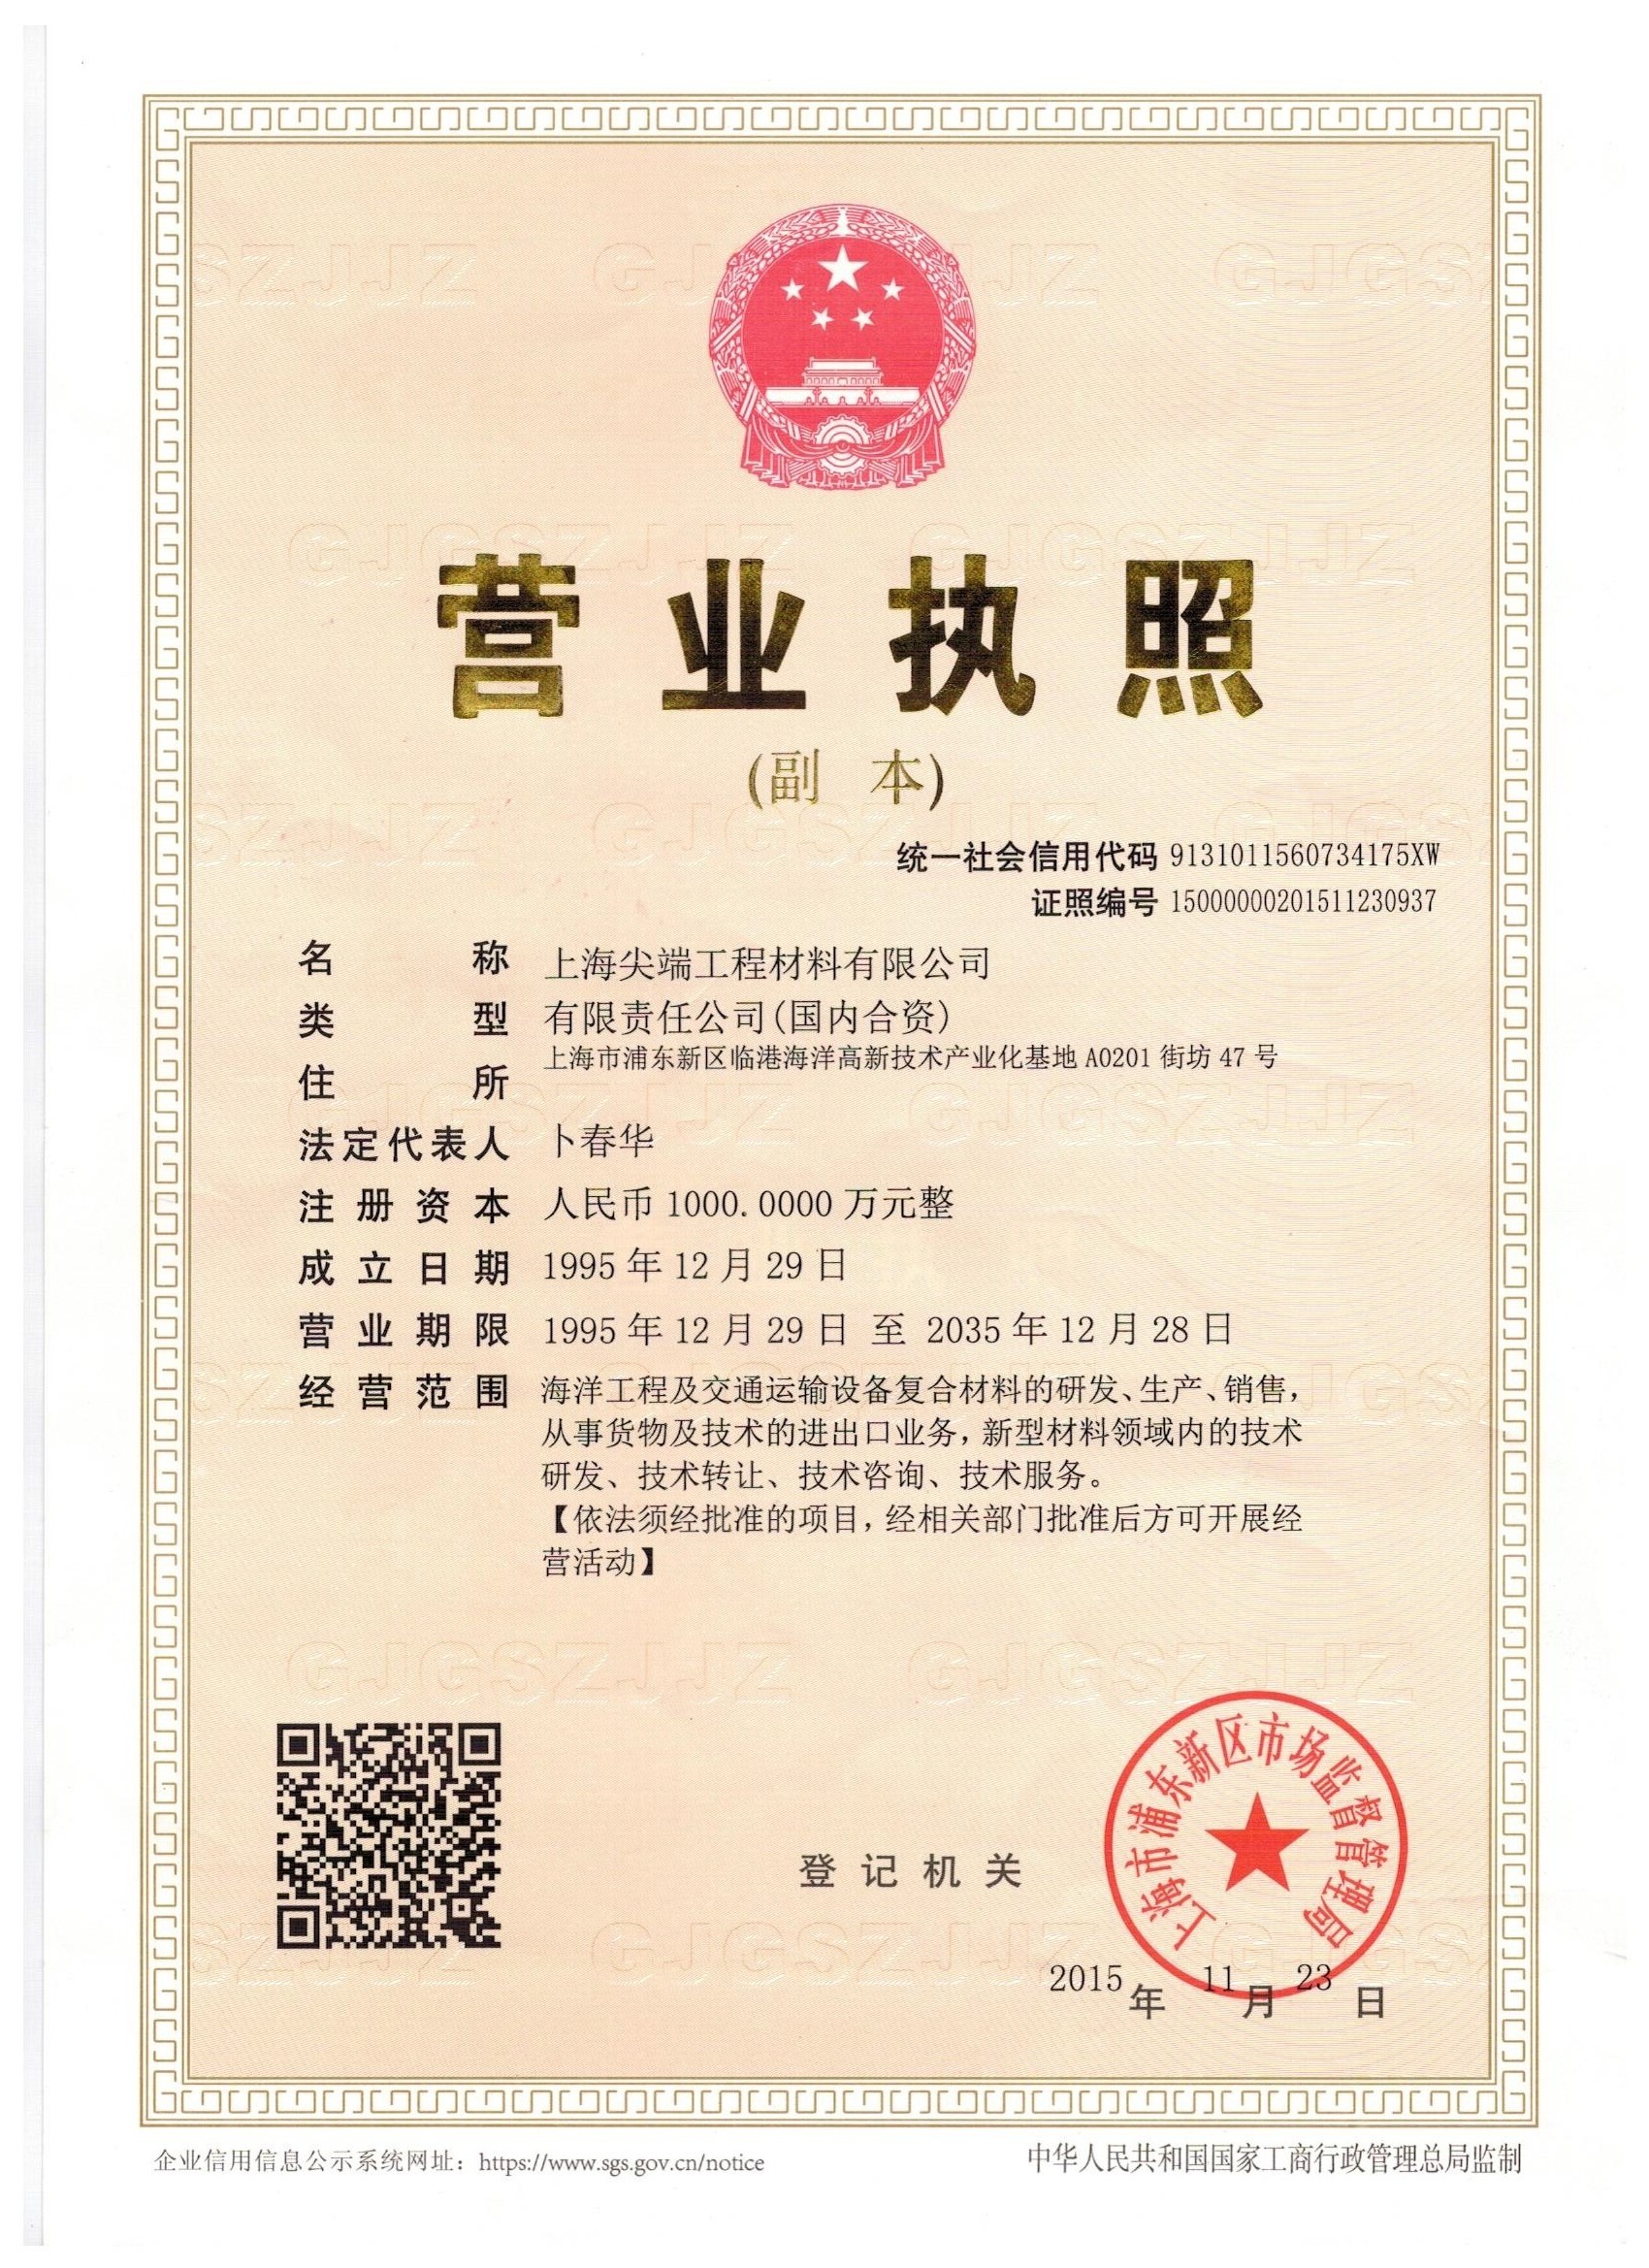 营业执照
(副 本)
统一社会信用代码 91310115607341​75XW
证照编号 15000000201511230937
名称 上海尖端工程材料有限公司
类型 有限责任公司(国内合资)
住所 上海市浦东新区临港海洋高新技术产业化基地 A0201 街坊 47 号
法定代表人 卜春华
注册资本 人民币 1000.0000 万元整
成立日期 1995 年 12 月 29 日
营业期限 1995 年 12 月 29 日 至 2035 年 12 月 28 日
经营范围 海洋工程及交通运输设备复合材料的研发、生产、销售,
从事货物及技术的进出口业务,新型材料领域内的技术
研发、技术转让、技术咨询、技术服务。
【依法须经批准的项目,经相关部门批准后方可开展经
营活动】
登记机关
上海市浦东新区市场监督管理局
2015 年 11 月 23 日
企业信用信息公示系统网址：https://www.sgs.gov.cn/notice
中华人民共和国国家工商行政管理总局监制
GJGSZJJZ